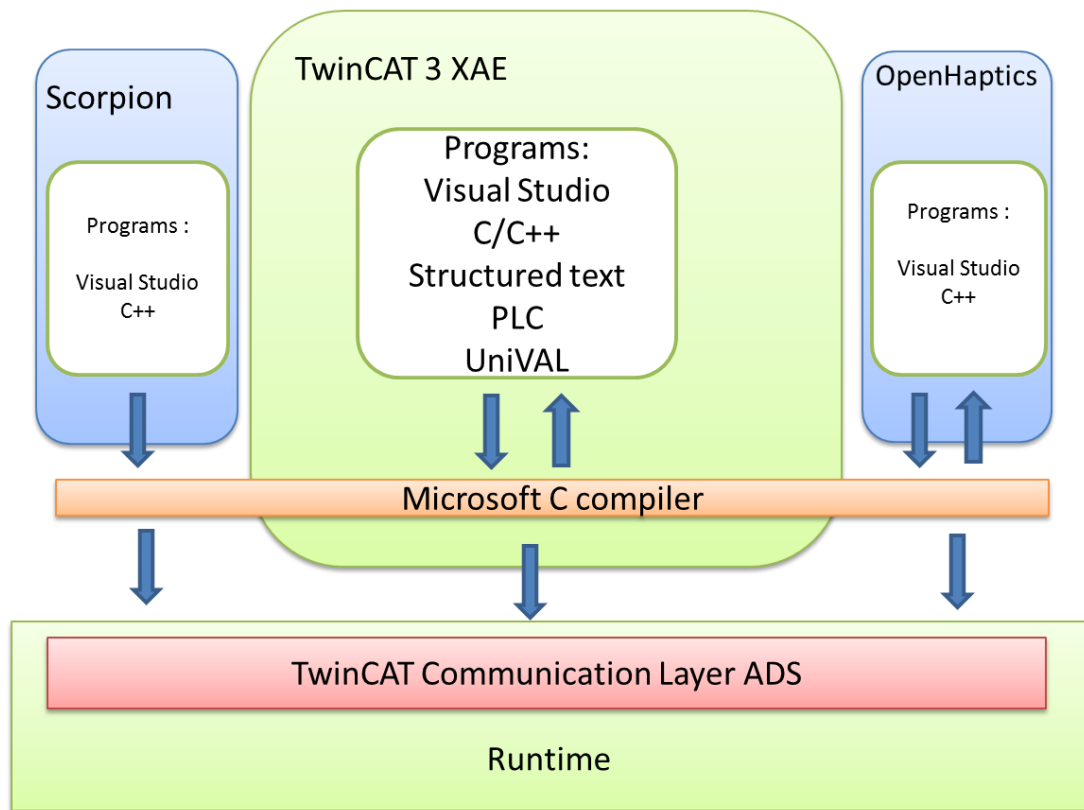 Scorpion
Programs :
Visual Studio
C++
TwinCAT 3 XAE
Programs:
Visual Studio
C/C++
Structured text
PLC
UniVAL
OpenHaptics
Programs :
Visual Studio
C++
Microsoft C compiler
TwinCAT Communication Layer ADS
Runtime